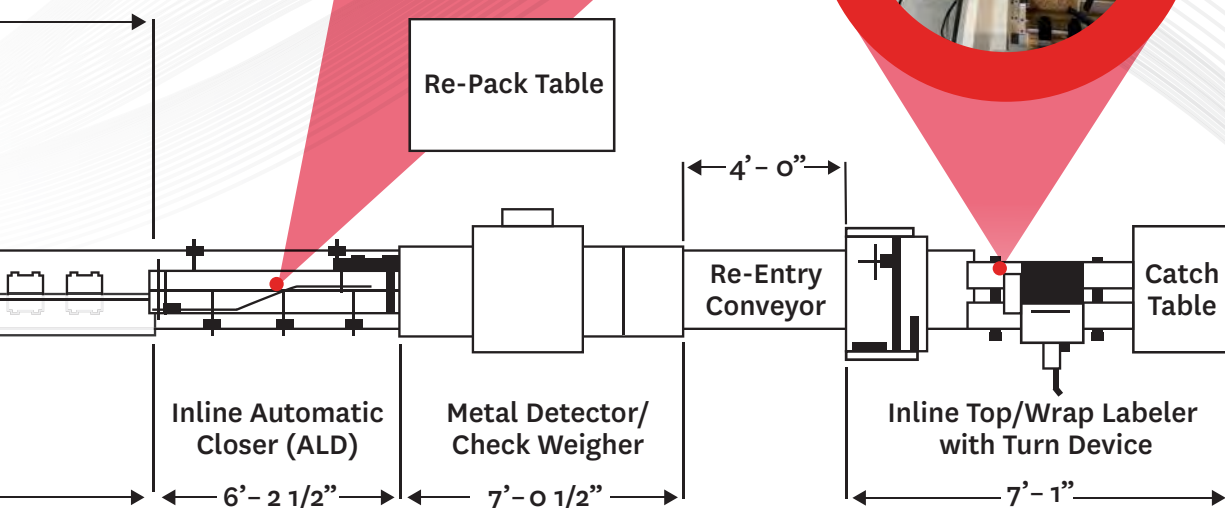 Re-Pack Table
4’– 0”
Re-Entry
Conveyor
Catch
Table
Inline Automatic
Closer (ALD)
Metal Detector/
Check Weigher
Inline Top/Wrap Labeler
with Turn Device
6’– 2 1/2”
7’– 0 1/2”
7’– 1”